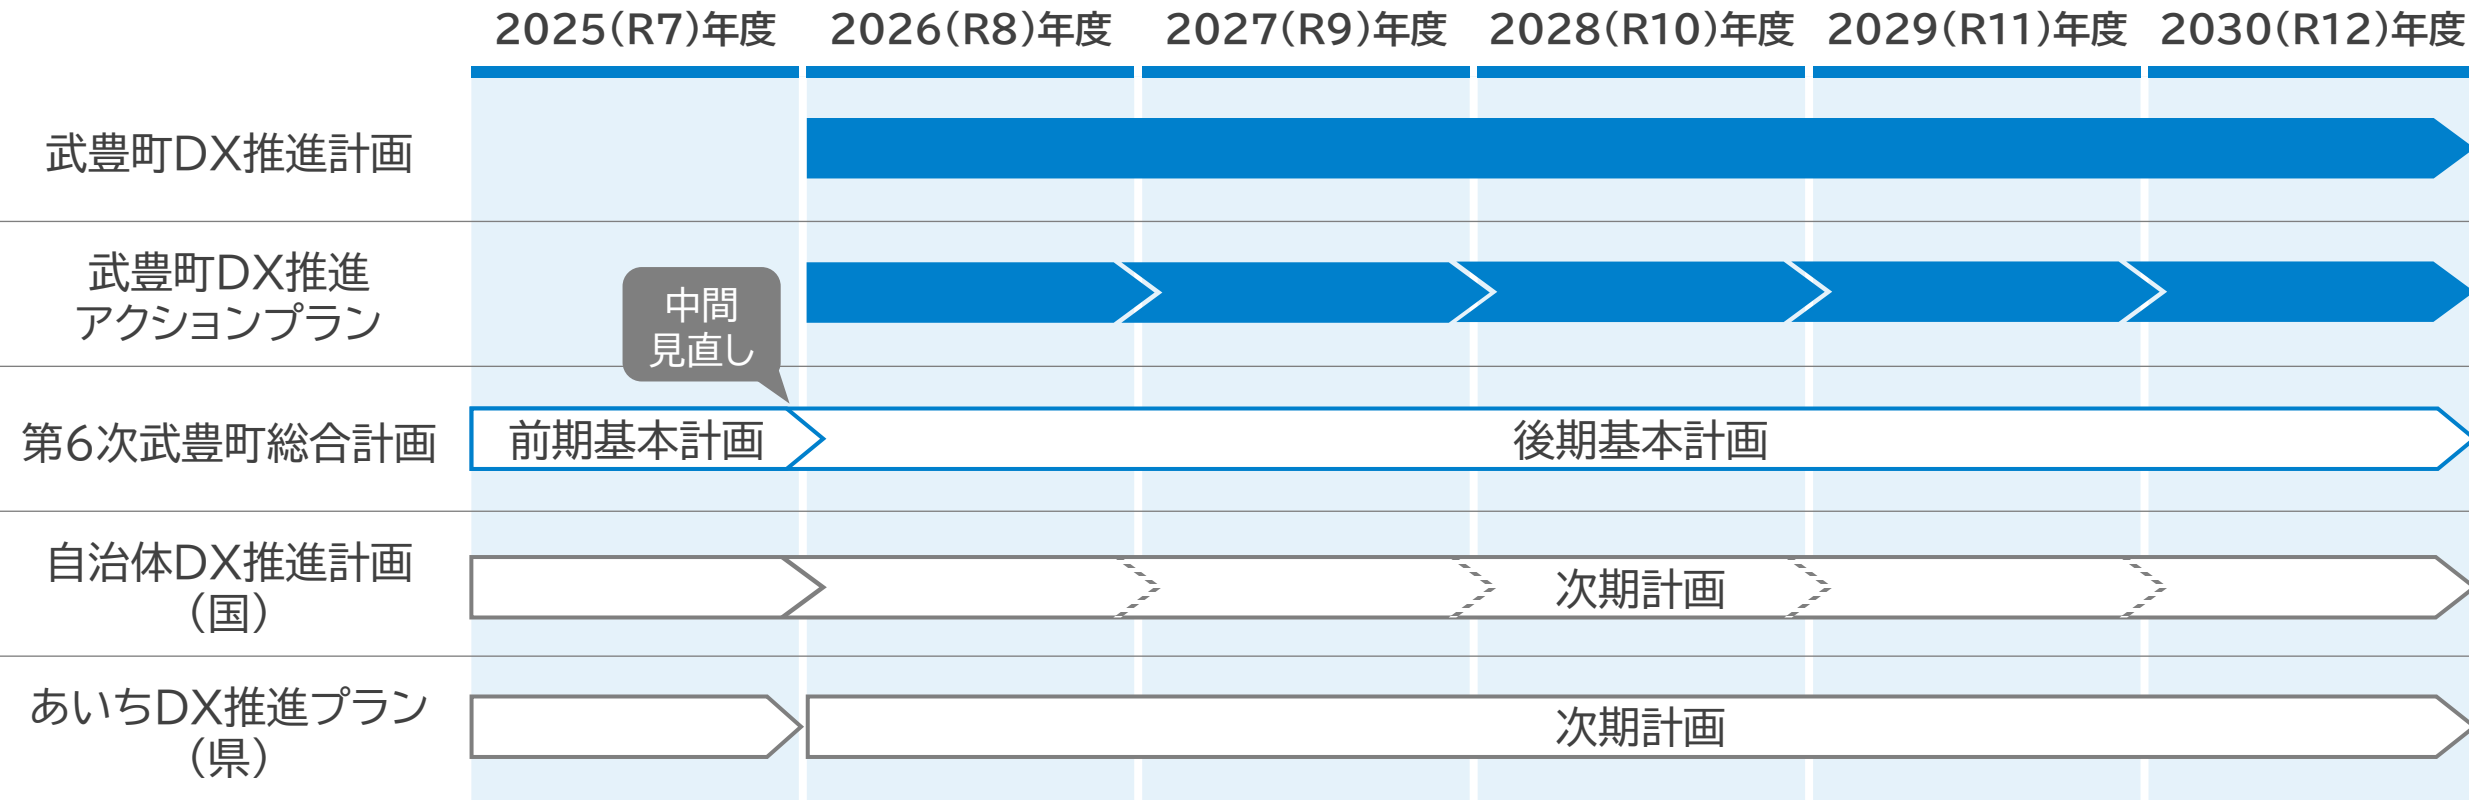 2025(R7)年度 2026(R8)年度 2027(R9)年度 2028(R10)年度 2029(R11)年度 2030(R12)年度
武豊町DX推進計画
武豊町DX推進
アクションプラン
中間
見直し
第6次武豊町総合計画
前期基本計画
後期基本計画
自治体DX推進計画
(国)
次期計画
あいちDX推進プラン
(県)
次期計画